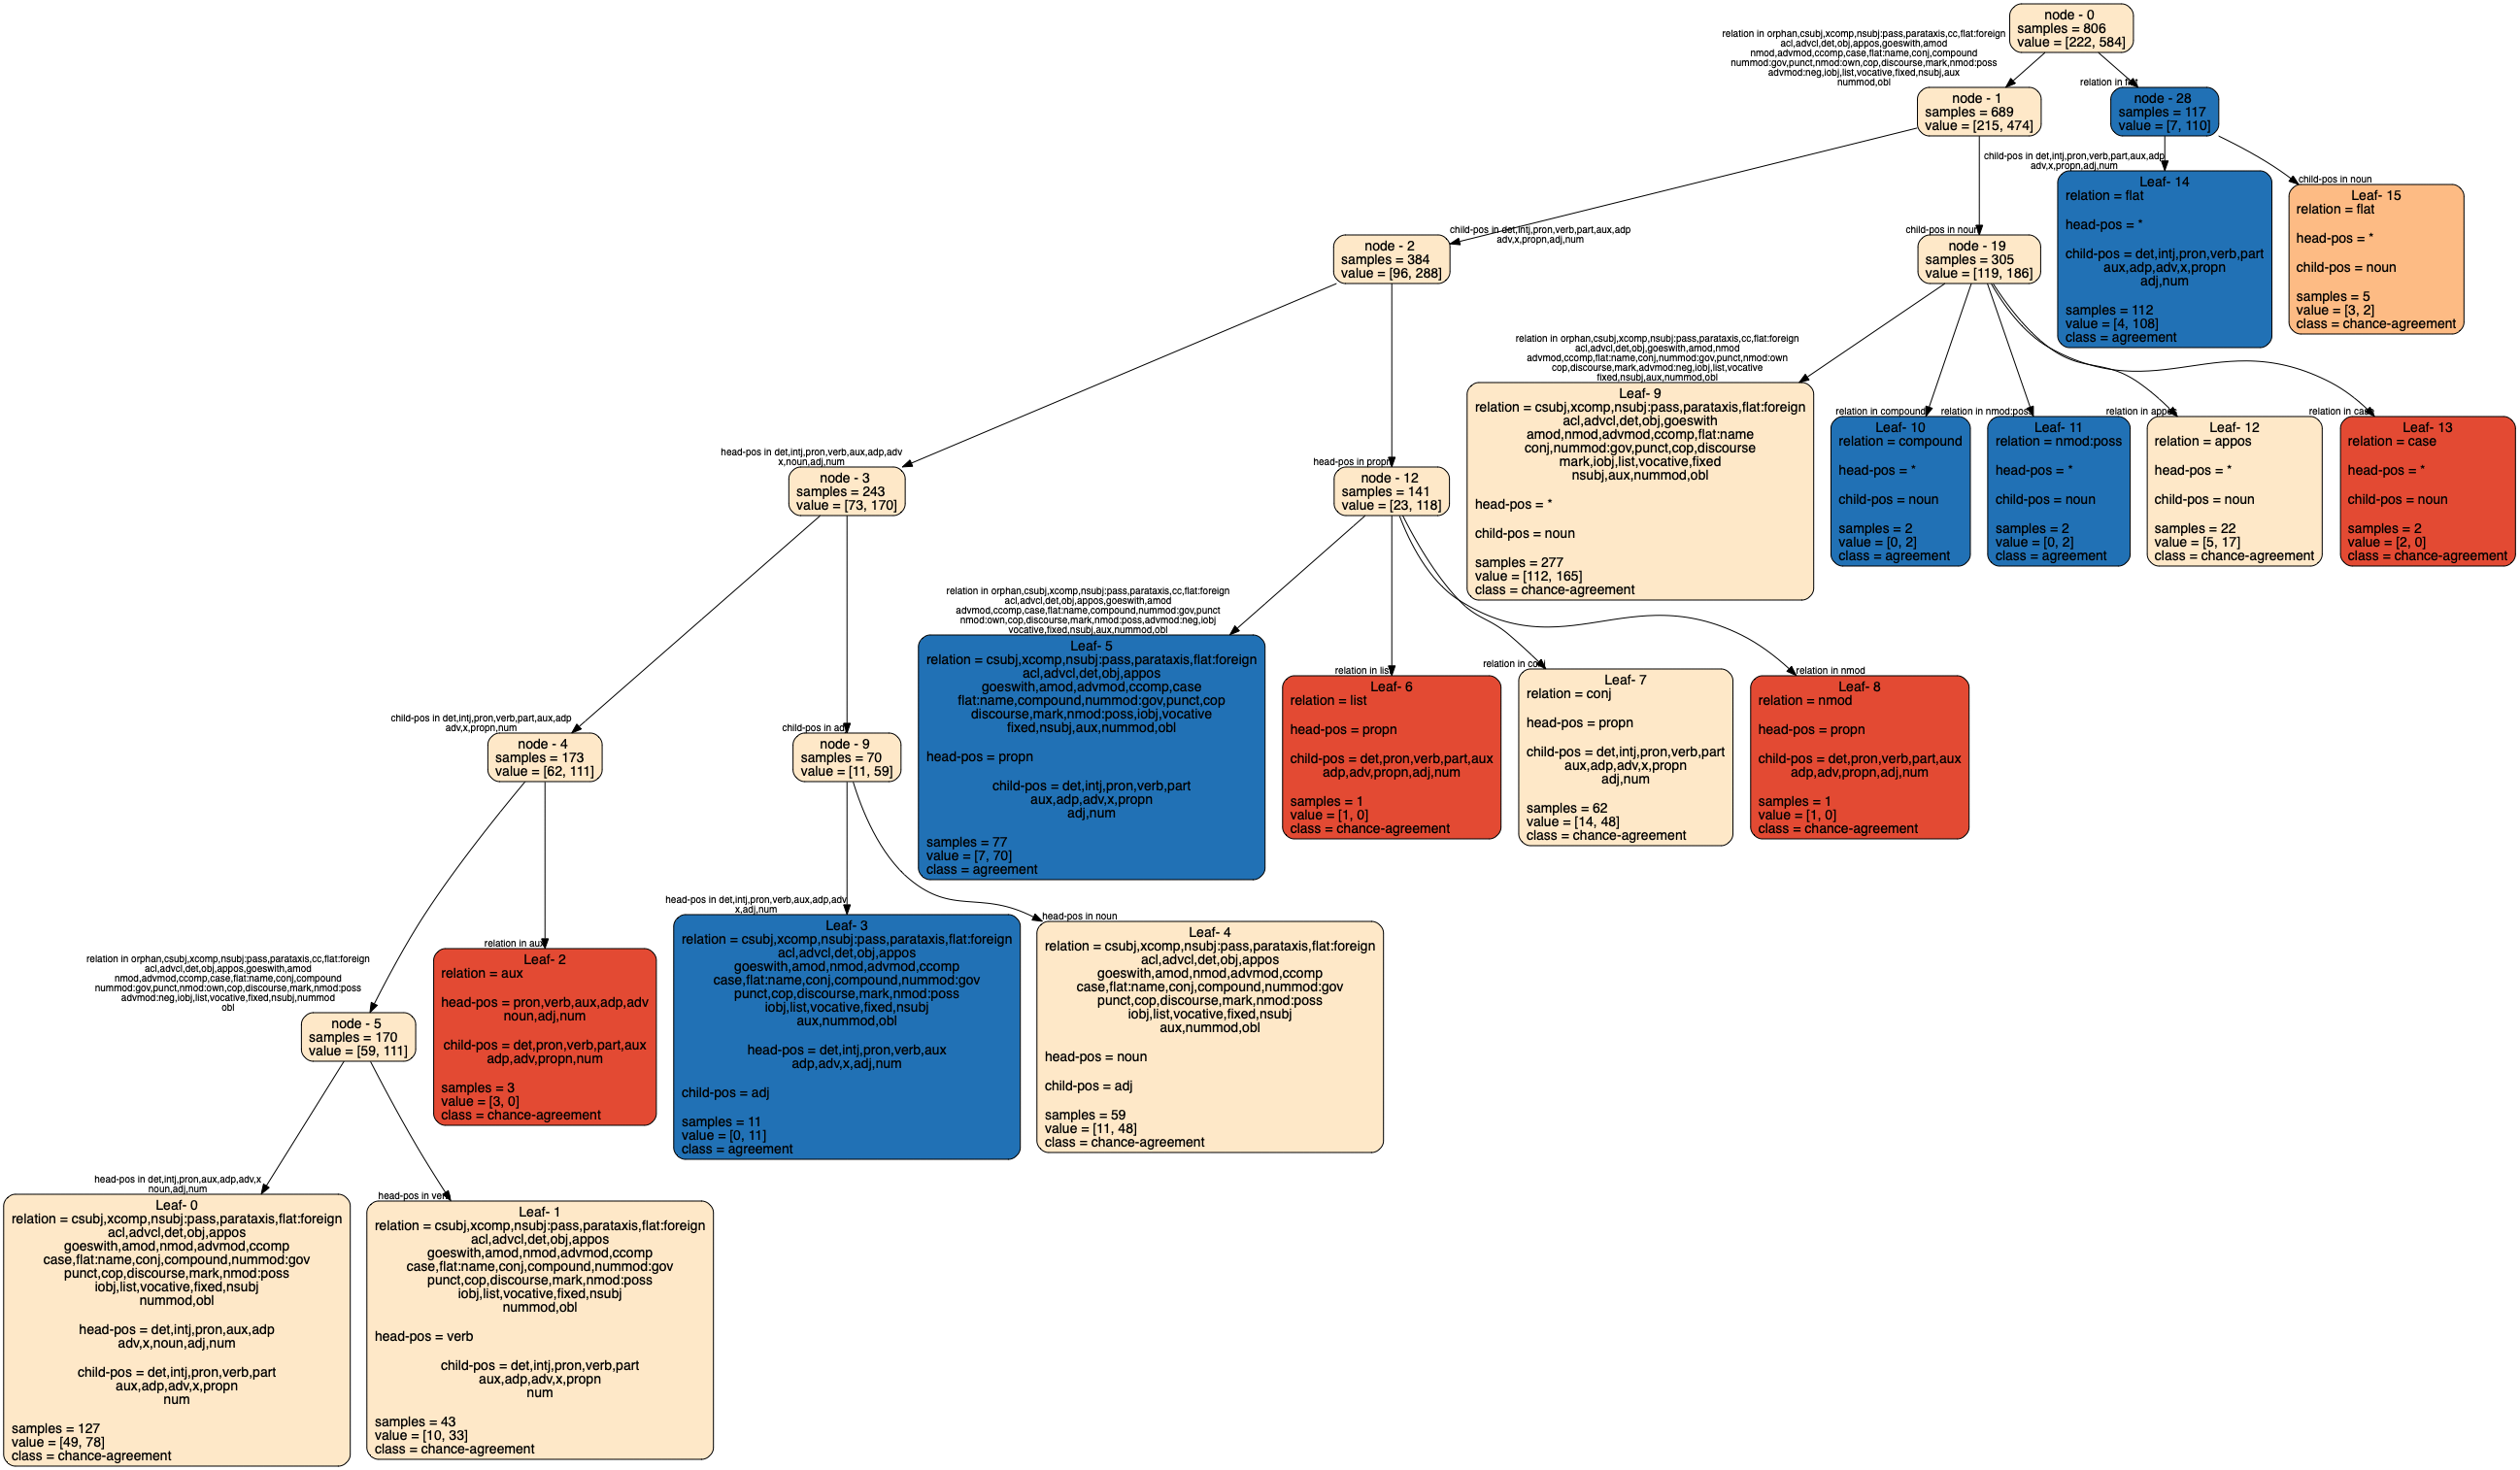 node - 0
samples = 806
value = [222, 584]
relation in orphan,csubj,xcomp,nsubj:pass,parataxis,cc,flat:foreign
acl,advcl,det,obj,appos,goeswith,amod
nmod,advmod,ccomp,case,flat:name,conj,compound
nummod:gov,punct,nmod:own,cop,discourse,mark,nmod:poss
advmod:neg,iobj,list,vocative,fixed,nsubj,aux
nummod,obl
node - 1
samples = 689
value = [215, 474]
relation in flat
node - 28
samples = 117
value = [7, 110]
child-pos in det,intj,pron,verb,part,aux,adp
adv,x,propn,adj,num
Leaf- 14
relation = flat
head-pos = *
child-pos = det,intj,pron,verb,part
aux,adp,adv,x,propn
adj,num
samples = 112
value = [4, 108]
class = agreement
child-pos in noun
Leaf- 15
relation = flat
head-pos = *
child-pos = noun
samples = 5
value = [3, 2]
class = chance-agreement
child-pos in det,intj,pron,verb,part,aux,adp
adv,x,propn,adj,num
node - 2
samples = 384
value = [96, 288]
child-pos in noun
node - 19
samples = 305
value = [119, 186]
relation in orphan,csubj,xcomp,nsubj:pass,parataxis,cc,flat:foreign
acl,advcl,det,obj,goeswith,amod,nmod
advmod,ccomp,flat:name,conj,nummod:gov,punct,nmod:own
cop,discourse,mark,advmod:neg,iobj,list,vocative
fixed,nsubj,aux,nummod,obl
Leaf- 9
relation = csubj,xcomp,nsubj:pass,parataxis,flat:foreign
acl,advcl,det,obj,goeswith
amod,nmod,advmod,ccomp,flat:name
conj,nummod:gov,punct,cop,discourse
mark,iobj,list,vocative,fixed
nsubj,aux,nummod,obl
head-pos = *
child-pos = noun
samples = 277
value = [112, 165]
class = chance-agreement
relation in compound
Leaf- 10
relation = compound
head-pos = *
child-pos = noun
samples = 2
value = [0, 2]
class = agreement
relation in nmod:poss
Leaf- 11
relation = nmod:poss
head-pos = *
child-pos = noun
samples = 2
value = [0, 2]
class = agreement
relation in appos
Leaf- 12
relation = appos
head-pos = *
child-pos = noun
samples = 22
value = [5, 17]
class = chance-agreement
relation in case
Leaf- 13
relation = case
head-pos = *
child-pos = noun
samples = 2
value = [2, 0]
class = chance-agreement
head-pos in det,intj,pron,verb,aux,adp,adv
x,noun,adj,num
node - 3
samples = 243
value = [73, 170]
head-pos in propn
node - 12
samples = 141
value = [23, 118]
relation in orphan,csubj,xcomp,nsubj:pass,parataxis,cc,flat:foreign
acl,advcl,det,obj,appos,goeswith,amod
advmod,ccomp,case,flat:name,compound,nummod:gov,punct
nmod:own,cop,discourse,mark,nmod:poss,advmod:neg,iobj
vocative,fixed,nsubj,aux,nummod,obl
Leaf- 5
relation = csubj,xcomp,nsubj:pass,parataxis,flat:foreign
acl,advcl,det,obj,appos
goeswith,amod,advmod,ccomp,case
flat:name,compound,nummod:gov,punct,cop
discourse,mark,nmod:poss,iobj,vocative
fixed,nsubj,aux,nummod,obl
head-pos = propn
child-pos = det,intj,pron,verb,part
aux,adp,adv,x,propn
adj,num
samples = 77
value = [7, 70]
class = agreement
relation in list
Leaf- 6
relation = list
head-pos = propn
child-pos = det,pron,verb,part,aux
adp,adv,propn,adj,num
samples = 1
value = [1, 0]
class = chance-agreement
relation in conj
Leaf- 7
relation = conj
head-pos = propn
child-pos = det,intj,pron,verb,part
aux,adp,adv,x,propn
adj,num
samples = 62
value = [14, 48]
class = chance-agreement
relation in nmod
Leaf- 8
relation = nmod
head-pos = propn
child-pos = det,pron,verb,part,aux
adp,adv,propn,adj,num
samples = 1
value = [1, 0]
class = chance-agreement
child-pos in det,intj,pron,verb,part,aux,adp
adv,x,propn,num
node - 4
samples = 173
value = [62, 111]
child-pos in adj
node - 9
samples = 70
value = [11, 59]
head-pos in det,intj,pron,verb,aux,adp,adv
x,adj,num
Leaf- 3
relation = csubj,xcomp,nsubj:pass,parataxis,flat:foreign
acl,advcl,det,obj,appos
goeswith,amod,nmod,advmod,ccomp
case,flat:name,conj,compound,nummod:gov
punct,cop,discourse,mark,nmod:poss
iobj,list,vocative,fixed,nsubj
aux,nummod,obl
head-pos = det,intj,pron,verb,aux
adp,adv,x,adj,num
child-pos = adj
samples = 11
value = [0, 11]
class = agreement
head-pos in noun
Leaf- 4
relation = csubj,xcomp,nsubj:pass,parataxis,flat:foreign
acl,advcl,det,obj,appos
goeswith,amod,nmod,advmod,ccomp
case,flat:name,conj,compound,nummod:gov
punct,cop,discourse,mark,nmod:poss
iobj,list,vocative,fixed,nsubj
aux,nummod,obl
head-pos = noun
child-pos = adj
samples = 59
value = [11, 48]
class = chance-agreement
relation in orphan,csubj,xcomp,nsubj:pass,parataxis,cc,flat:foreign
acl,advcl,det,obj,appos,goeswith,amod
nmod,advmod,ccomp,case,flat:name,conj,compound
nummod:gov,punct,nmod:own,cop,discourse,mark,nmod:poss
advmod:neg,iobj,list,vocative,fixed,nsubj,nummod
obl
node - 5
samples = 170
value = [59, 111]
relation in aux
Leaf- 2
relation = aux
head-pos = pron,verb,aux,adp,adv
noun,adj,num
child-pos = det,pron,verb,part,aux
adp,adv,propn,num
samples = 3
value = [3, 0]
class = chance-agreement
head-pos in det,intj,pron,aux,adp,adv,x
noun,adj,num
Leaf- 0
relation = csubj,xcomp,nsubj:pass,parataxis,flat:foreign
acl,advcl,det,obj,appos
goeswith,amod,nmod,advmod,ccomp
case,flat:name,conj,compound,nummod:gov
punct,cop,discourse,mark,nmod:poss
iobj,list,vocative,fixed,nsubj
nummod,obl
head-pos = det,intj,pron,aux,adp
adv,x,noun,adj,num
child-pos = det,intj,pron,verb,part
aux,adp,adv,x,propn
num
samples = 127
value = [49, 78]
class = chance-agreement
head-pos in verb
Leaf- 1
relation = csubj,xcomp,nsubj:pass,parataxis,flat:foreign
acl,advcl,det,obj,appos
goeswith,amod,nmod,advmod,ccomp
case,flat:name,conj,compound,nummod:gov
punct,cop,discourse,mark,nmod:poss
iobj,list,vocative,fixed,nsubj
nummod,obl
head-pos = verb
child-pos = det,intj,pron,verb,part
aux,adp,adv,x,propn
num
samples = 43
value = [10, 33]
class = chance-agreement